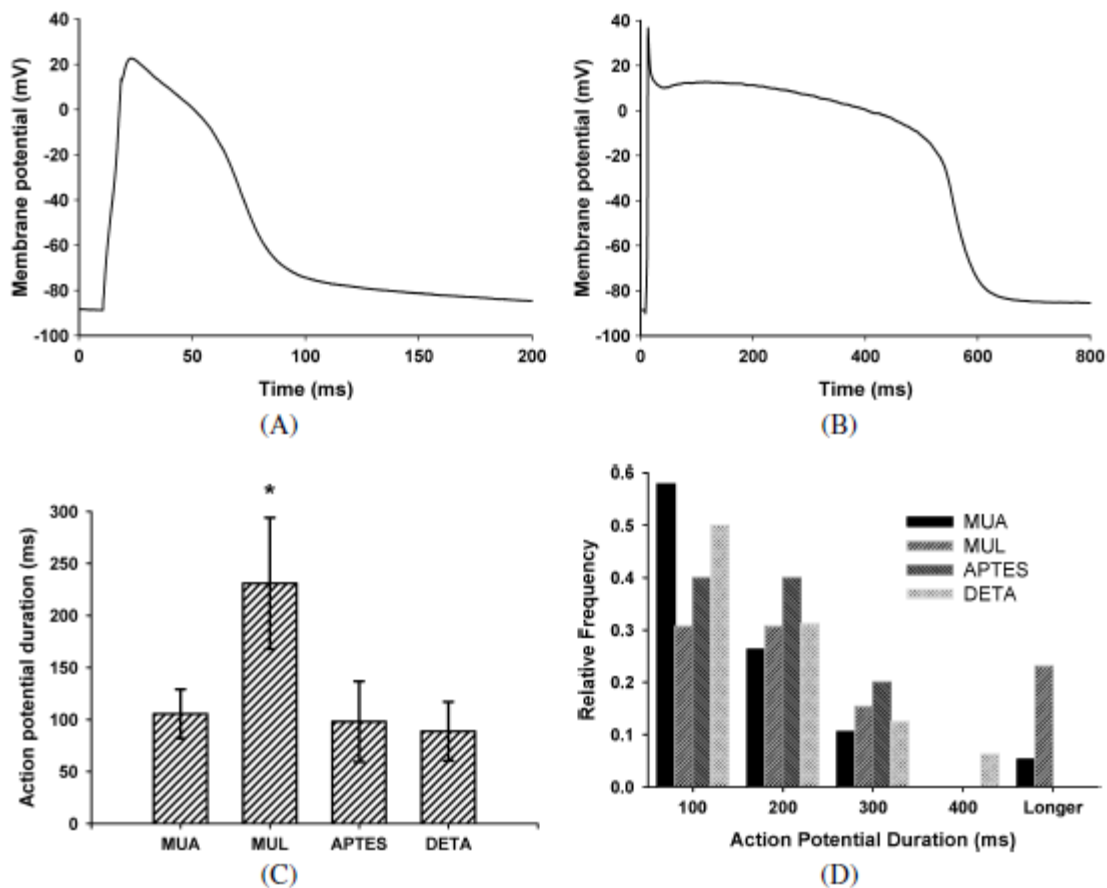 Membrane potential (mV)
40
20
0
-20
-40
-60
-80
-100
0 50 100 150 200
Time (ms)
(A)
Membrane potential (mV)
40
20
0
-20
-40
-60
-80
-100
0 200 400 600 800
Time (ms)
(B)
Action potential duration (ms)
300
250
200
150
100
50
0
*
MUA MUL APTES DETA
(C)
Relative Frequency
0.6
0.5
0.4
0.3
0.2
0.1
0.0
MUA
MUL
APTES
DETA
100 200 300 400 Longer
Action Potential Duration (ms)
(D)